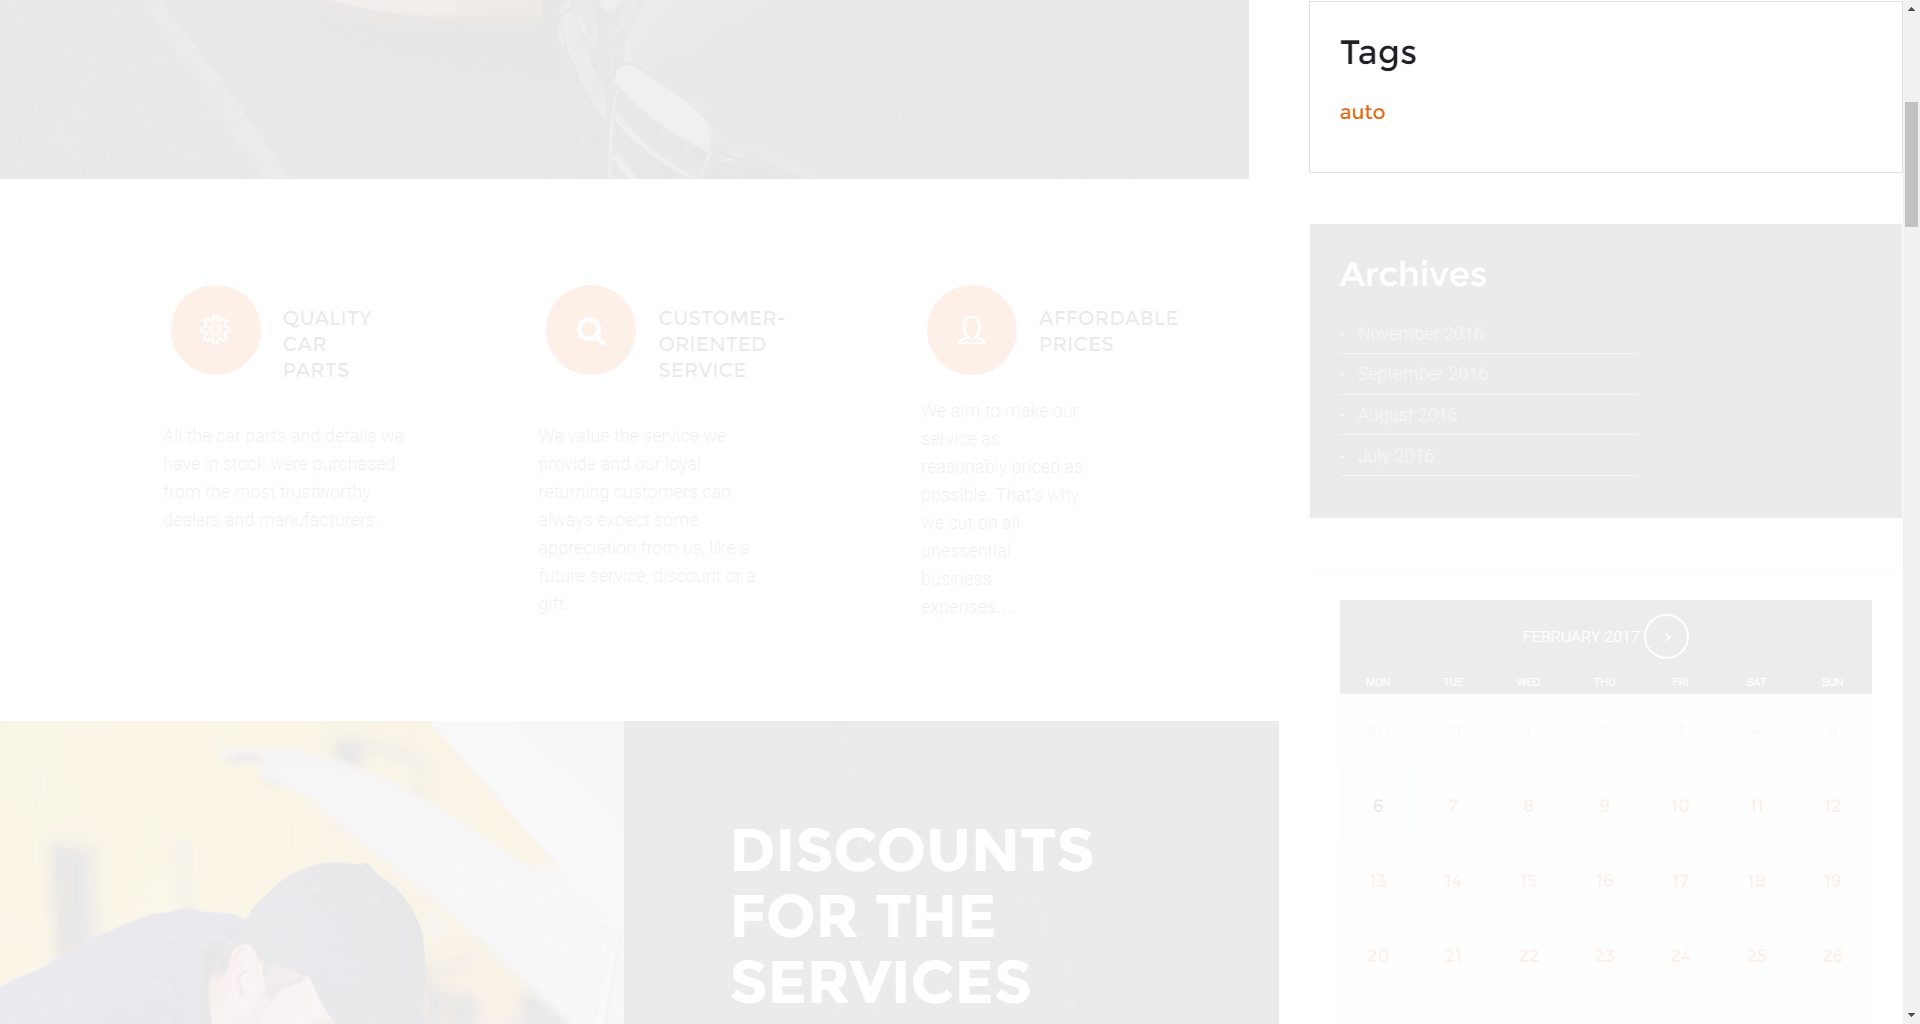 Tags
auto
QUALITY
CAR
PARTS
All the car parts and details we
have in stock were purchased
from the most trustworthy
dealers and manufacturers.
CUSTOMER-
ORIENTED
SERVICE
We value the service we
provide and our loyal
returning customers can
always expect some
appreciation from us, like a
future service, discount or a
gift.
AFFORDABLE
PRICES
We aim to make our
service as
reasonably priced as
possible. That's why
we cut on all
unessential
business
expenses....
Archives
November 2016
September 2016
August 2016
July 2016
FEBRUARY 2017
MON TUE WED THU FRI SAT SUN
30 31 1 2 3 4 5
6 7 8 9 10 11 12
13 14 15 16 17 18 19
20 21 22 23 24 25 26
DISCOUNTS
FOR THE
SERVICES